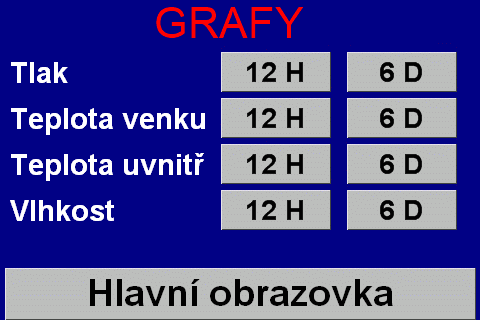 GRAFY
Tlak 12 H 6 D
Teplota venku 12 H 6 D
Teplota uvnitř 12 H 6 D
Vlhkost 12 H 6 D
Hlavní obrazovka